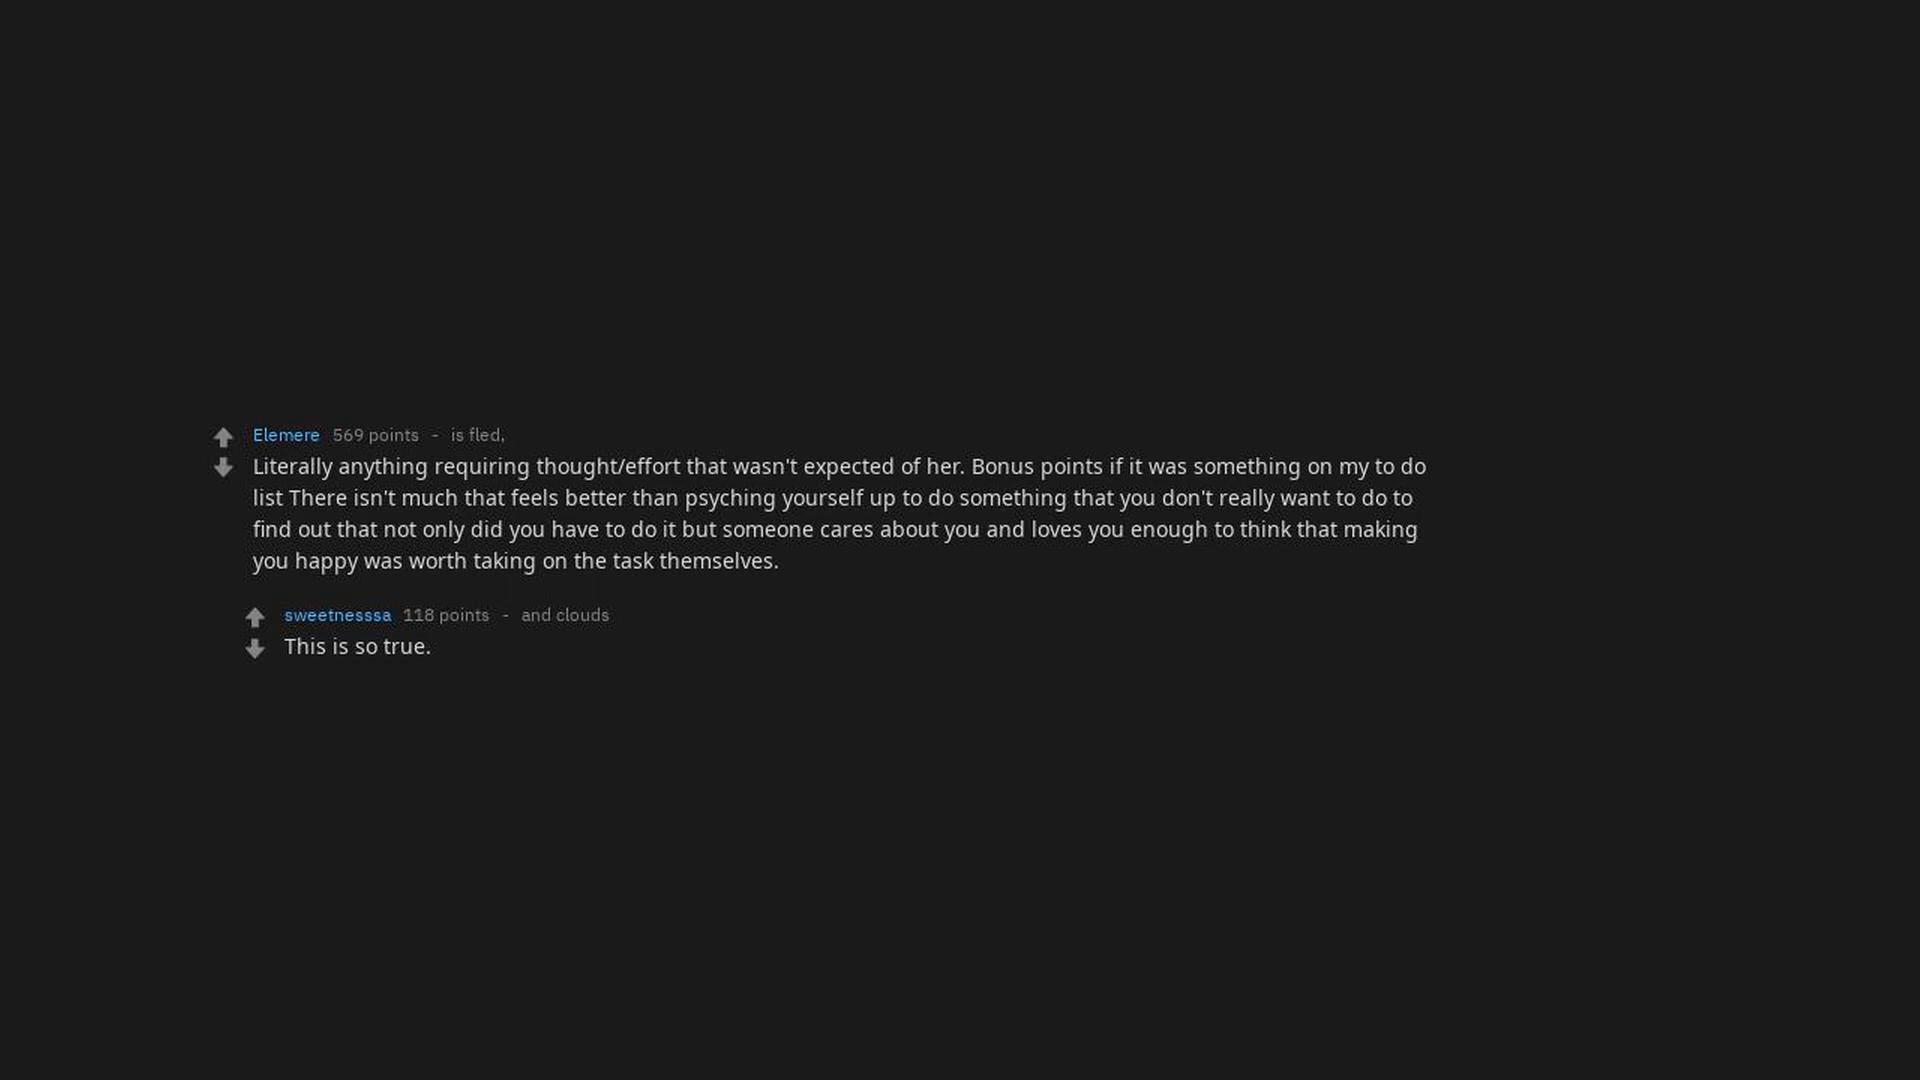 Elemere 569 points - is fled,
Literally anything requiring thought/effort that wasn't expected of her. Bonus points if it was something on my to do
list There isn't much that feels better than psyching yourself up to do something that you don't really want to do to
find out that not only did you have to do it but someone cares about you and loves you enough to think that making
you happy was worth taking on the task themselves.
sweetnesssa 118 points - and clouds
This is so true.